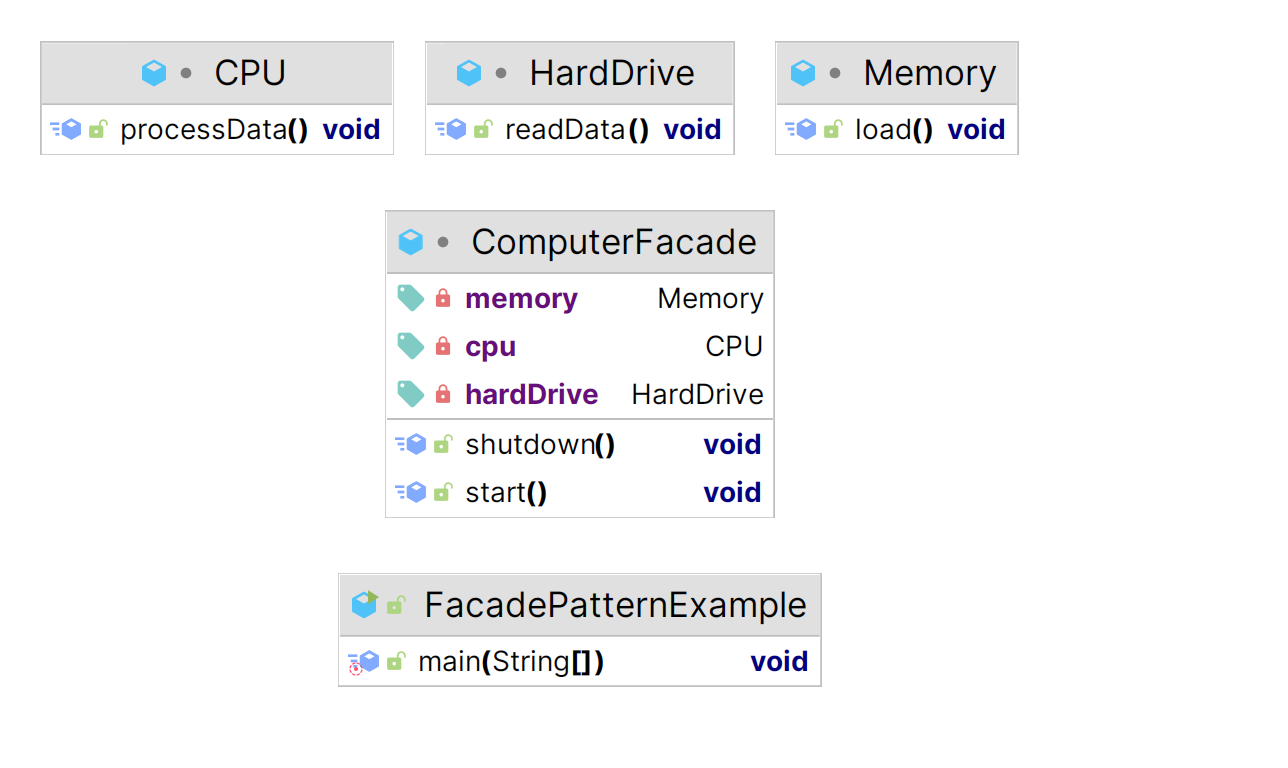 CPU
processData() void
HardDrive
readData() void
Memory
load() void
ComputerFacade
memory Memory
cpu CPU
hardDrive HardDrive
shutdown() void
start() void
FacadePatternExample
main(String[]) void